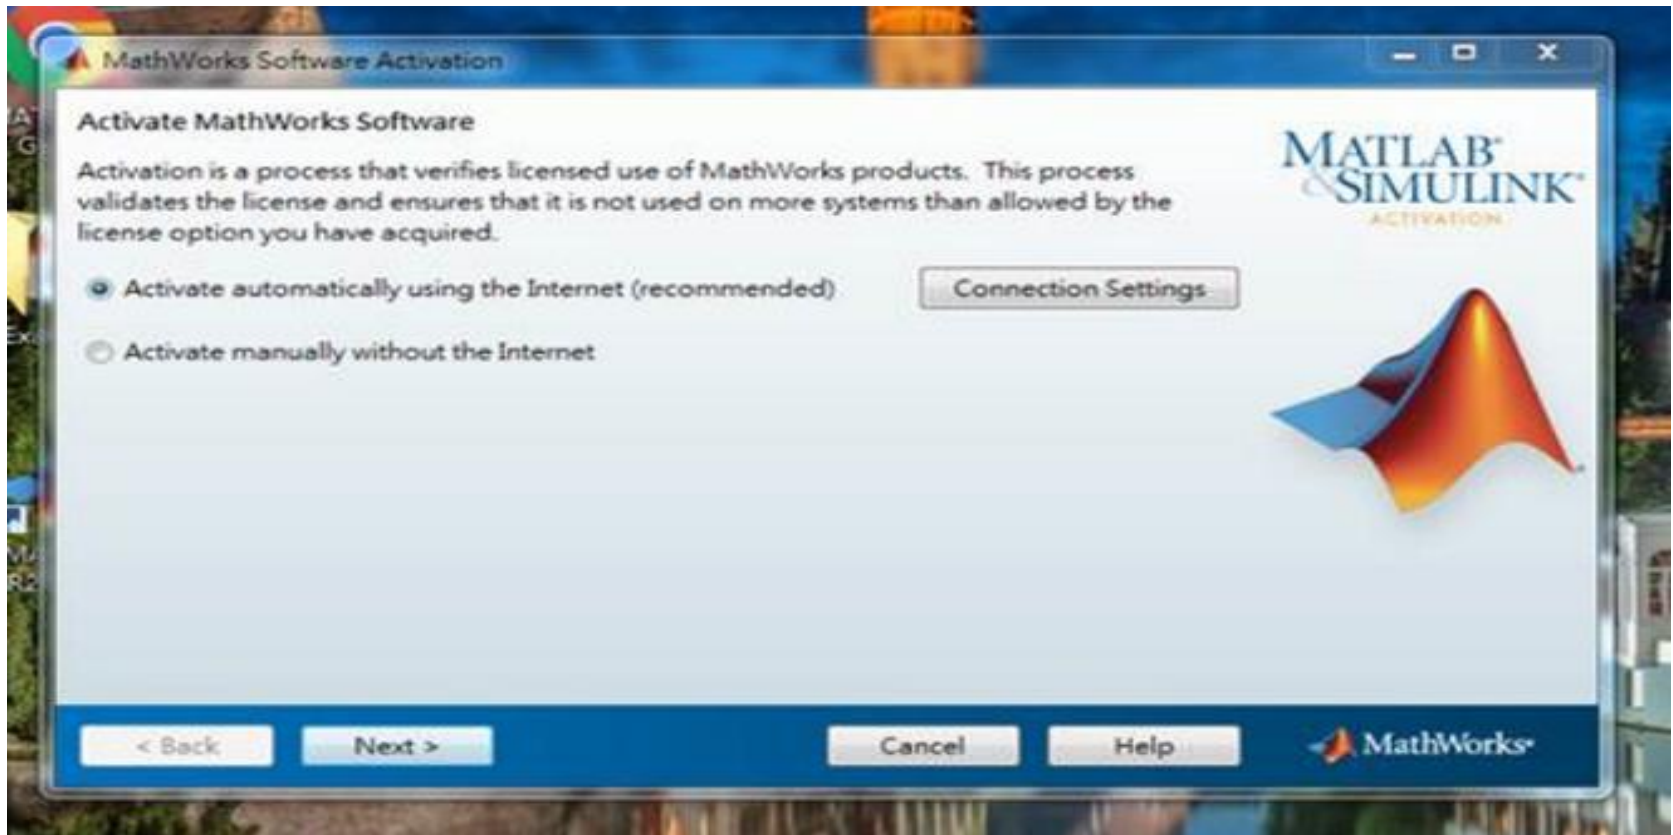 MathWorks Software Activation
Activate MathWorks Software
Activation is a process that verifies licensed use of MathWorks products. This process
validates the license and ensures that it is not used on more systems than allowed by the
license option you have acquired.
Activate automatically using the Internet (recommended)
Connection Settings
Activate manually without the Internet
MATLAB®
&SIMULINK®
ACTIVATION
< Back
Next >
Cancel
Help
MathWorks®